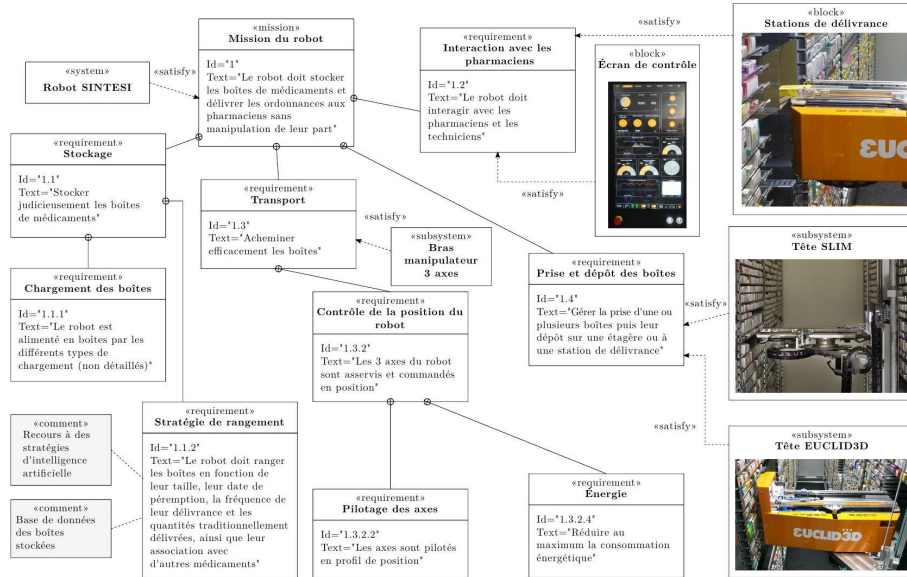 «mission»
Mission du robot
Id="1"
Text="Le robot doit stocker
les boîtes de médicaments et
délivrer les ordonnances aux
pharmaciens sans
manipulation de leur part"
«system»
Robot SINTESI
«satisfy»
«requirement»
Interaction avec les
pharmaciens
Id="1.2"
Text="Le robot doit
interagir avec les
pharmaciens et les
techniciens"
«satisfy»
«block»
Écran de contrôle
«satisfy»
«block»
Stations de délivrance
EUC
«requirement»
Stockage
Id="1.1"
Text="Stocker
judicieusement les boîtes
de médicaments"
«requirement»
Transport
Id="1.3"
Text="Acheminer
efficacement les boîtes"
«satisfy»
«subsystem»
Bras
manipulateur
3 axes
«requirement»
Prise et dépôt des boîtes
Id="1.4"
Text="Gérer la prise d'une ou
plusieurs boîtes puis leur
dépôt sur une étagère ou à
une station de délivrance"
«satisfy»
«subsystem»
Tête SLIM
«requirement»
Chargement des boîtes
Id="1.1.1"
Text="Le robot est
alimenté en boîtes par les
différents types de
chargement (non détaillés)"
«requirement»
Contrôle de la position du
robot
Id="1.3.2"
Text="Les 3 axes du robot
sont asservis et commandés
en position"
«satisfy»
«subsystem»
Tête EUCLID3D
EUCLID3D
«comment»
Recours à des
stratégies
d'intelligence
artificielle
«comment»
Base de données
des boîtes
stockées
«requirement»
Stratégie de rangement
Id="1.1.2"
Text="Le robot doit ranger
les boîtes en fonction de
leur taille, leur date de
péremption, la fréquence de
leur délivrance et les
quantités traditionnellement
délivrées, ainsi que leur
association avec
d'autres médicaments"
«requirement»
Pilotage des axes
Id="1.3.2.2"
Text="Les axes sont pilotés
en profil de position"
«requirement»
Énergie
Id="1.3.2.4"
Text="Réduire au
maximum la consommation
énergétique"